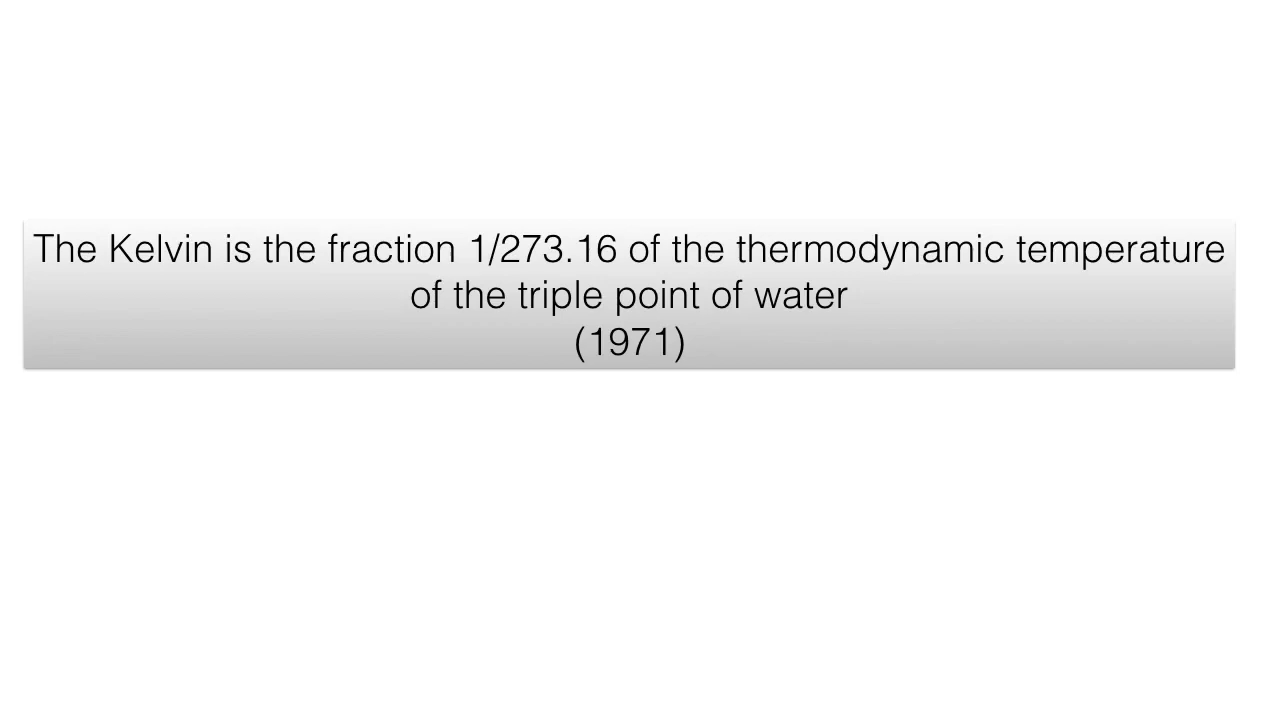 The Kelvin is the fraction 1/273.16 of the thermodynamic temperature
of the triple point of water
(1971)